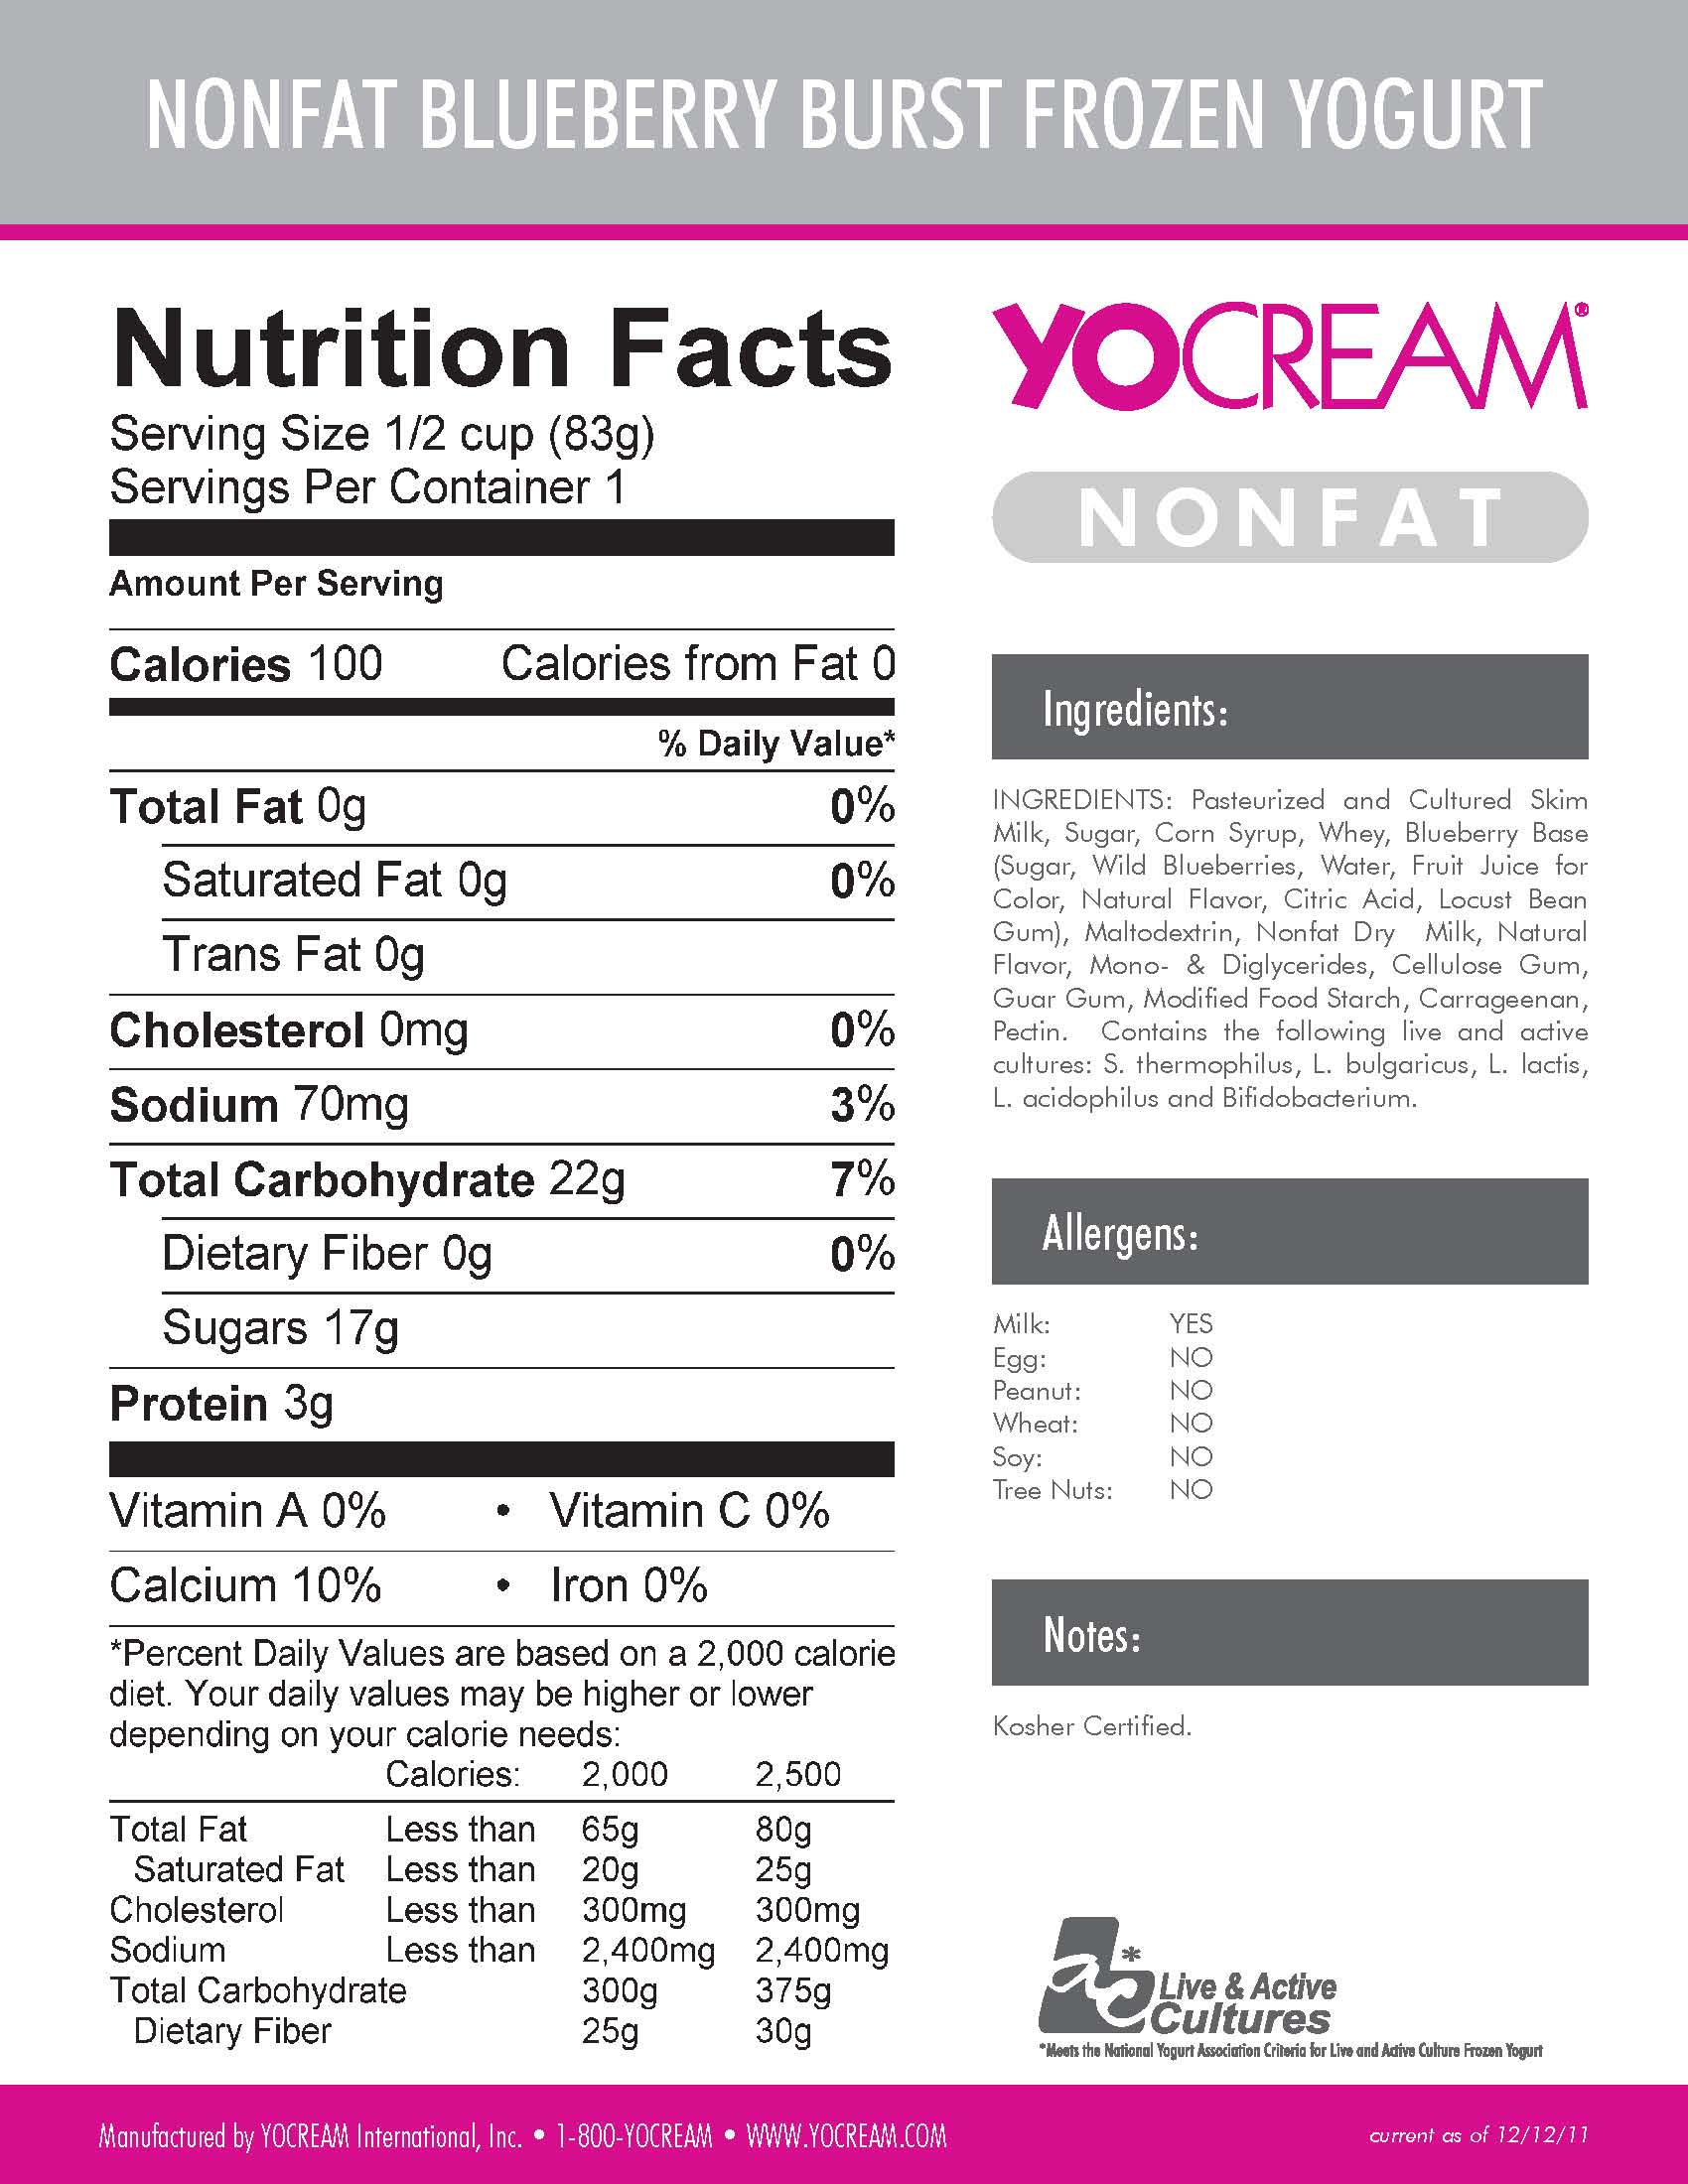 NONFAT BLUEBERRY BURST FROZEN YOGURT
Nutrition Facts
Serving Size 1/2 cup (83g)
Servings Per Container 1
Amount Per Serving
Calories 100 Calories from Fat 0
% Daily Value*
Total Fat 0g 0%
Saturated Fat 0g 0%
Trans Fat 0g
Cholesterol 0mg 0%
Sodium 70mg 3%
Total Carbohydrate 22g 7%
Dietary Fiber 0g 0%
Sugars 17g
Protein 3g
Vitamin A 0% • Vitamin C 0%
Calcium 10% • Iron 0%
*Percent Daily Values are based on a 2,000 calorie
diet. Your daily values may be higher or lower
depending on your calorie needs:
Calories: 2,000 2,500
Total Fat Less than 65g 80g
Saturated Fat Less than 20g 25g
Cholesterol Less than 300mg 300mg
Sodium Less than 2,400mg 2,400mg
Total Carbohydrate 300g 375g
Dietary Fiber 25g 30g
YOCREAM®
NONFAT
Ingredients:
INGREDIENTS: Pasteurized and Cultured Skim
Milk, Sugar, Corn Syrup, Whey, Blueberry Base
(Sugar, Wild Blueberries, Water, Fruit Juice for
Color, Natural Flavor, Citric Acid, Locust Bean
Gum), Maltodextrin, Nonfat Dry Milk, Natural
Flavor, Mono- & Diglycerides, Cellulose Gum,
Guar Gum, Modified Food Starch, Carrageenan,
Pectin. Contains the following live and active
cultures: S. thermophilus, L. bulgaricus, L. lactis,
L. acidophilus and Bifidobacterium.
Allergens:
Milk: YES
Egg: NO
Peanut: NO
Wheat: NO
Soy: NO
Tree Nuts: NO
Notes:
Kosher Certified.
ac*
Live & Active
Cultures
*Meets the National Yogurt Association Criteria for Live and Active Culture Frozen Yogurt
Manufactured by YOCREAM International, Inc. • 1-800-YOCREAM • WWW.YOCREAM.COM
current as of 12/12/11